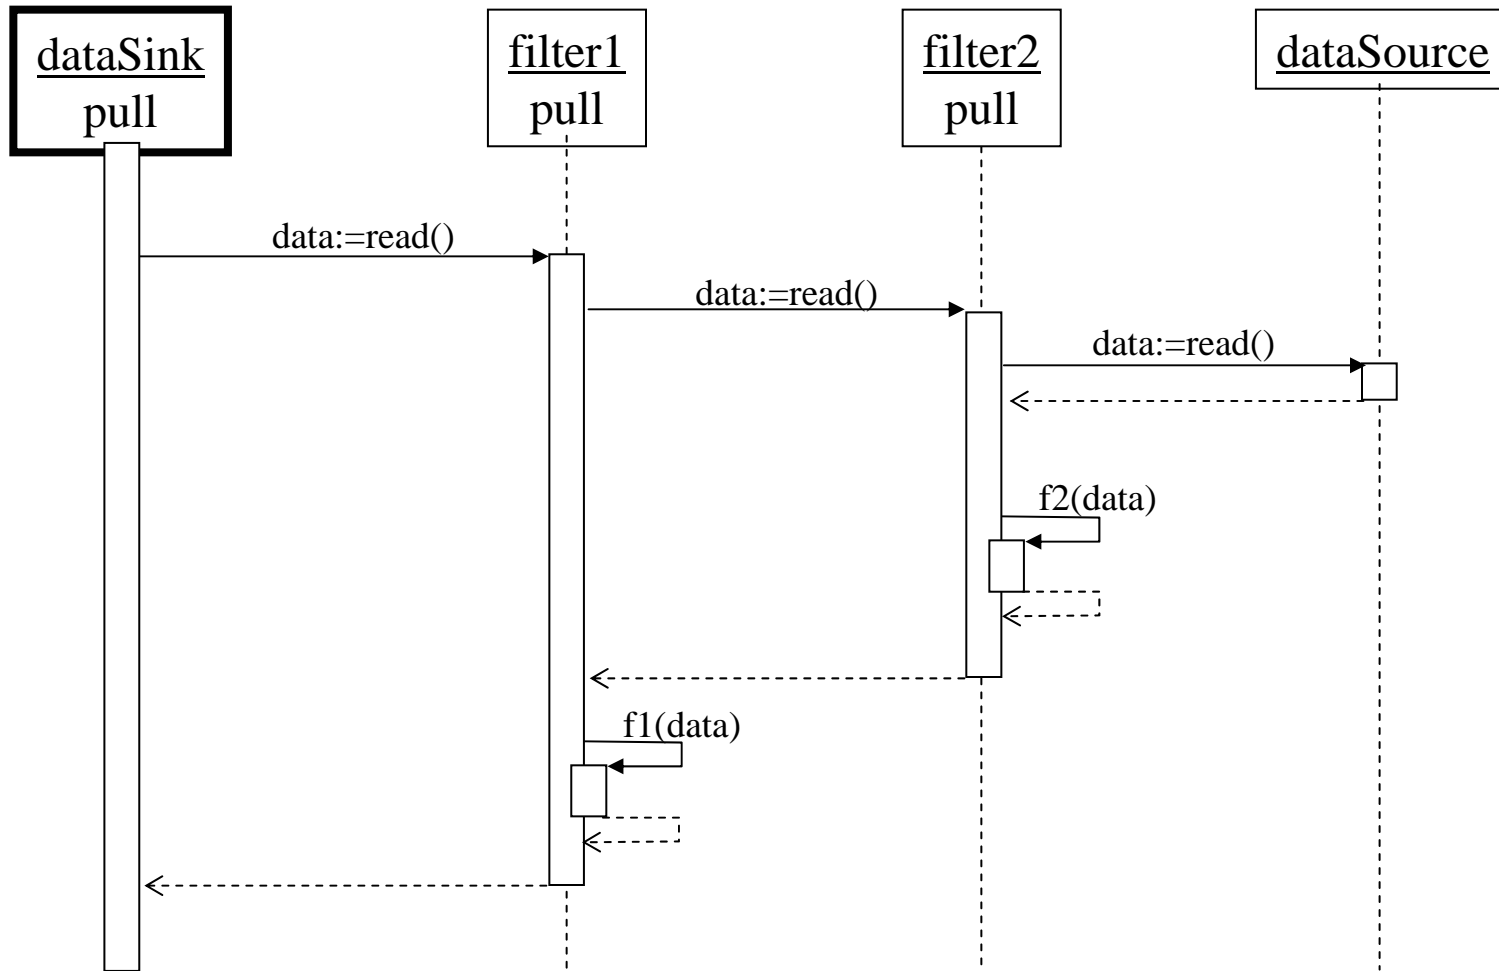 dataSink
pull
filter1
pull
filter2
pull
dataSource
data:=read()
data:=read()
data:=read()
f2(data)
f1(data)